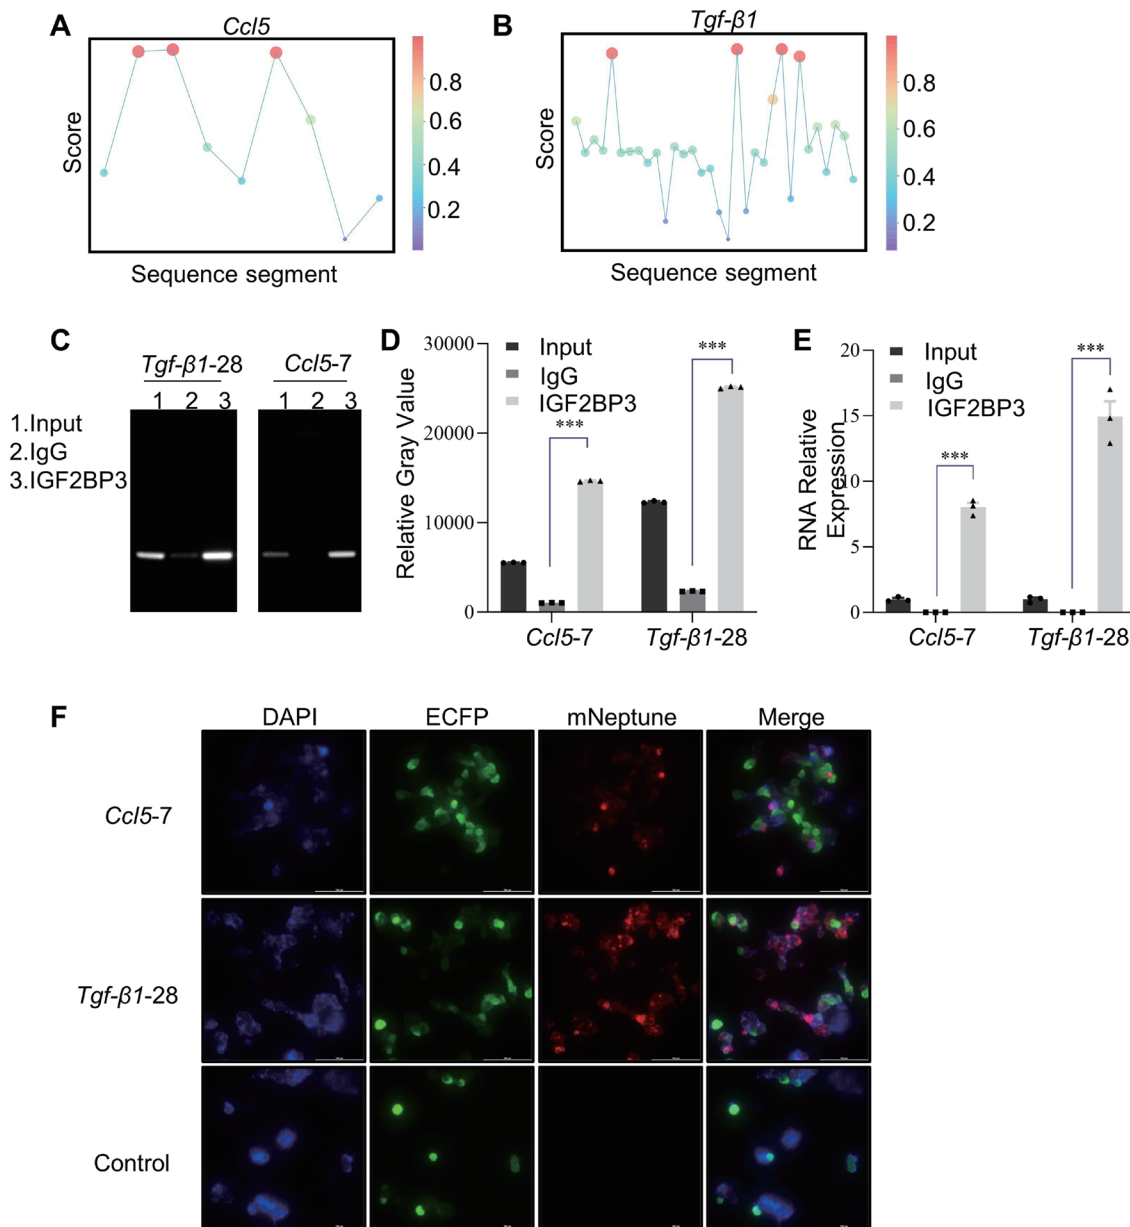 A
Ccl5
Score
Sequence segment
0.8
0.6
0.4
0.2
B
Tgf-β1
Score
Sequence segment
0.8
0.6
0.4
0.2
C
Tgf-β1-28
Ccl5-7
1 2 3
1 2 3
1.Input
2.IgG
3.IGF2BP3
D
Relative Gray Value
30000
20000
10000
0
Input
IgG
IGF2BP3
***
***
Ccl5-7
Tgf-β1-28
E
RNA Relative
Expression
20
15
10
5
0
Input
IgG
IGF2BP3
***
***
Ccl5-7
Tgf-β1-28
F
DAPI
ECFP
mNeptune
Merge
Ccl5-7
Tgf-β1-28
Control